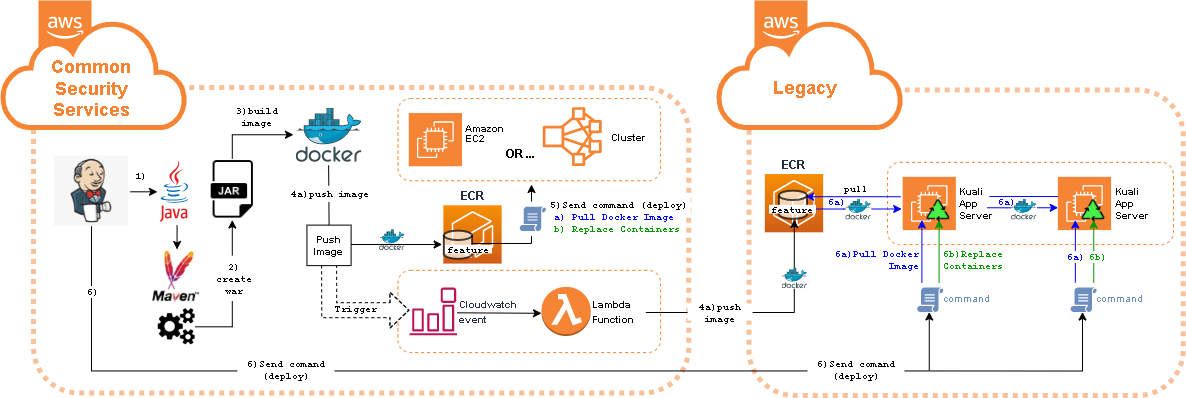 aws
Common
Security
Services
aws
Legacy
3)build
image
docker
Amazon
EC2
OR ...
Cluster
1)
Java
JAR
4a)push image
ECR
5)Send command (deploy)
a) Pull Docker Image
b) Replace Containers
Push
Image
docker
feature
2)
create
war
Maven™
6)
Trigger
Cloudwatch
event
Lambda
Function
4a)push
image
6)Send comand
(deploy)
ECR
feature
pull
6a)
docker
Kuali
App
Server
6a)
docker
Kuali
App
Server
docker
6a)Pull Docker
Image
6b)Replace
Containers
6a)
6b)
command
command
6)Send comand
(deploy)